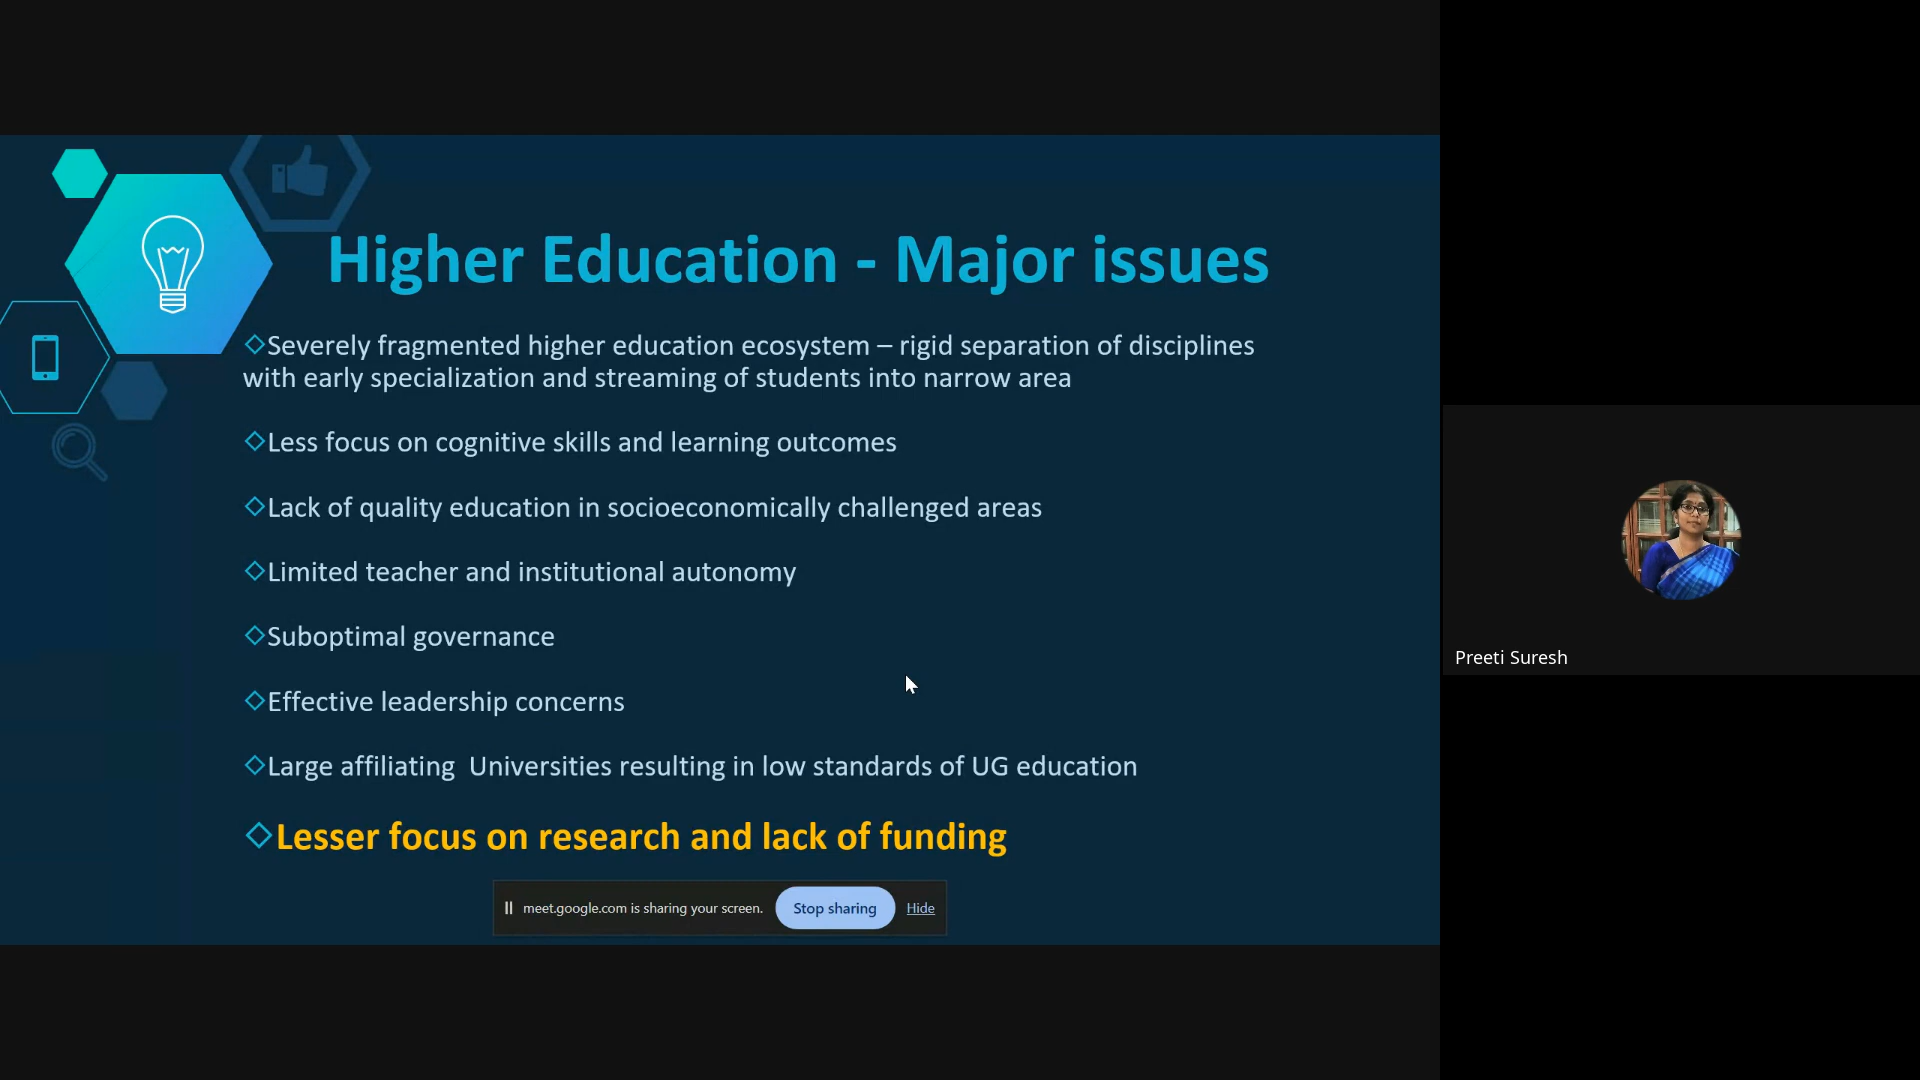 Higher Education - Major issues
Severely fragmented higher education ecosystem – rigid separation of disciplines
with early specialization and streaming of students into narrow area
Less focus on cognitive skills and learning outcomes
Lack of quality education in socioeconomically challenged areas
Limited teacher and institutional autonomy
Suboptimal governance
Effective leadership concerns
Large affiliating  Universities resulting in low standards of UG education
Lesser focus on research and lack of funding
meet.google.com is sharing your screen. Stop sharing Hide
Preeti Suresh